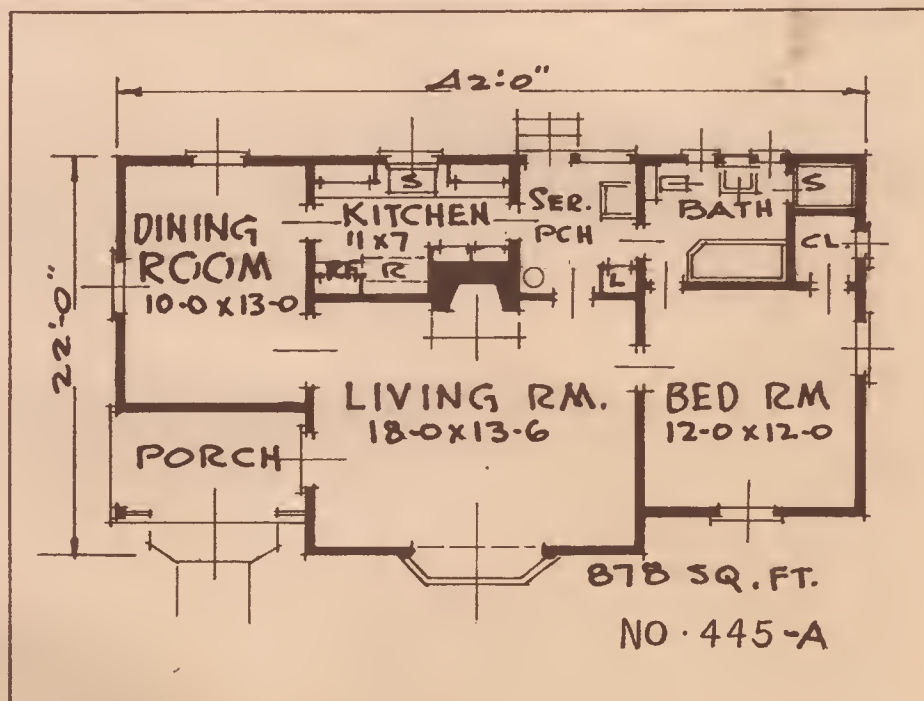 42'-0"
22'-0"
DINING
ROOM
10-0 X 13-0
KITCHEN
11 X 7
S
RF
R
SER.
PCH
L
BATH
S
CL.
LIVING RM.
18-0 X 13-6
BED RM
12-0 X 12-0
PORCH
878 SQ. FT.
NO. 445-A